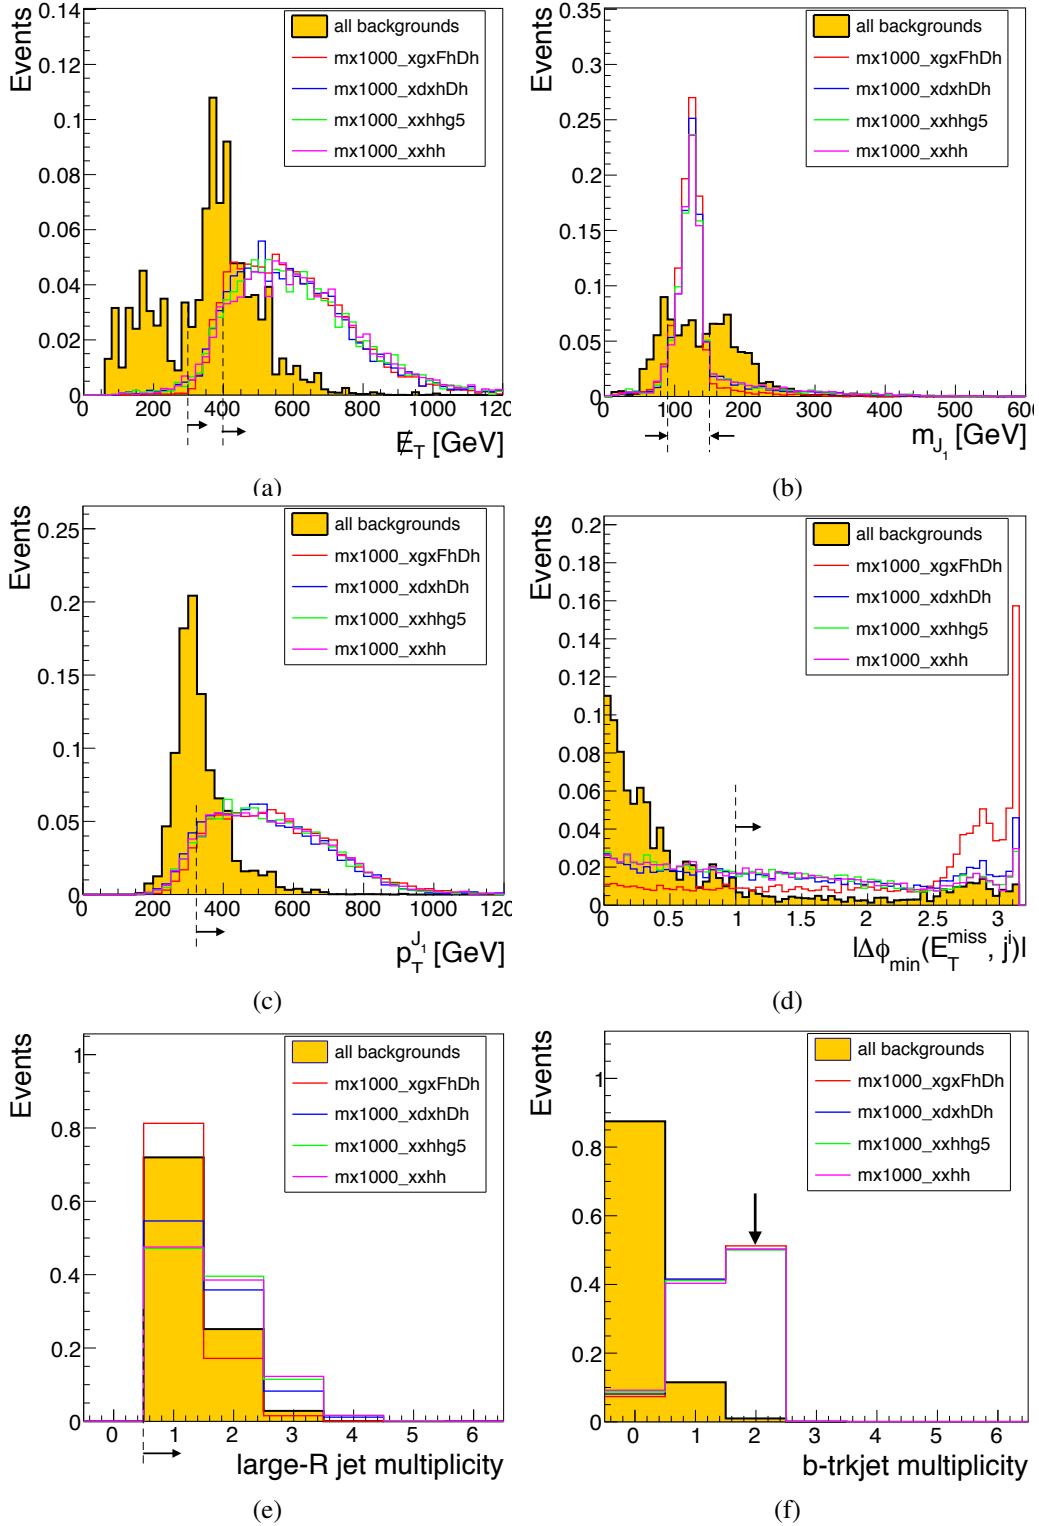 Events
0.14
0.12
0.1
0.08
0.06
0.04
0.02
0
all backgrounds
mx1000_xgxFhDh
mx1000_xdxhDh
mx1000_xxhhg5
mx1000_xxhh
0 200 400 600 800 1000 120
E̸_T [GeV]
(a)
Events
0.35
0.3
0.25
0.2
0.15
0.1
0.05
0
all backgrounds
mx1000_xgxFhDh
mx1000_xdxhDh
mx1000_xxhhg5
mx1000_xxhh
0 100 200 300 400 500 600
m_{J_1} [GeV]
(b)
Events
0.25
0.2
0.15
0.1
0.05
0
all backgrounds
mx1000_xgxFhDh
mx1000_xdxhDh
mx1000_xxhhg5
mx1000_xxhh
0 200 400 600 800 1000 120
p_T^{J_1} [GeV]
(c)
Events
0.2
0.18
0.16
0.14
0.12
0.1
0.08
0.06
0.04
0.02
0
all backgrounds
mx1000_xgxFhDh
mx1000_xdxhDh
mx1000_xxhhg5
mx1000_xxhh
0 0.5 1 1.5 2 2.5 3
|Δϕ_min(E_T^miss, j^i)|
(d)
Events
1
0.8
0.6
0.4
0.2
0
all backgrounds
mx1000_xgxFhDh
mx1000_xdxhDh
mx1000_xxhhg5
mx1000_xxhh
0 1 2 3 4 5 6
large-R jet multiplicity
(e)
Events
1
0.8
0.6
0.4
0.2
0
all backgrounds
mx1000_xgxFhDh
mx1000_xdxhDh
mx1000_xxhhg5
mx1000_xxhh
0 1 2 3 4 5 6
b-trkjet multiplicity
(f)